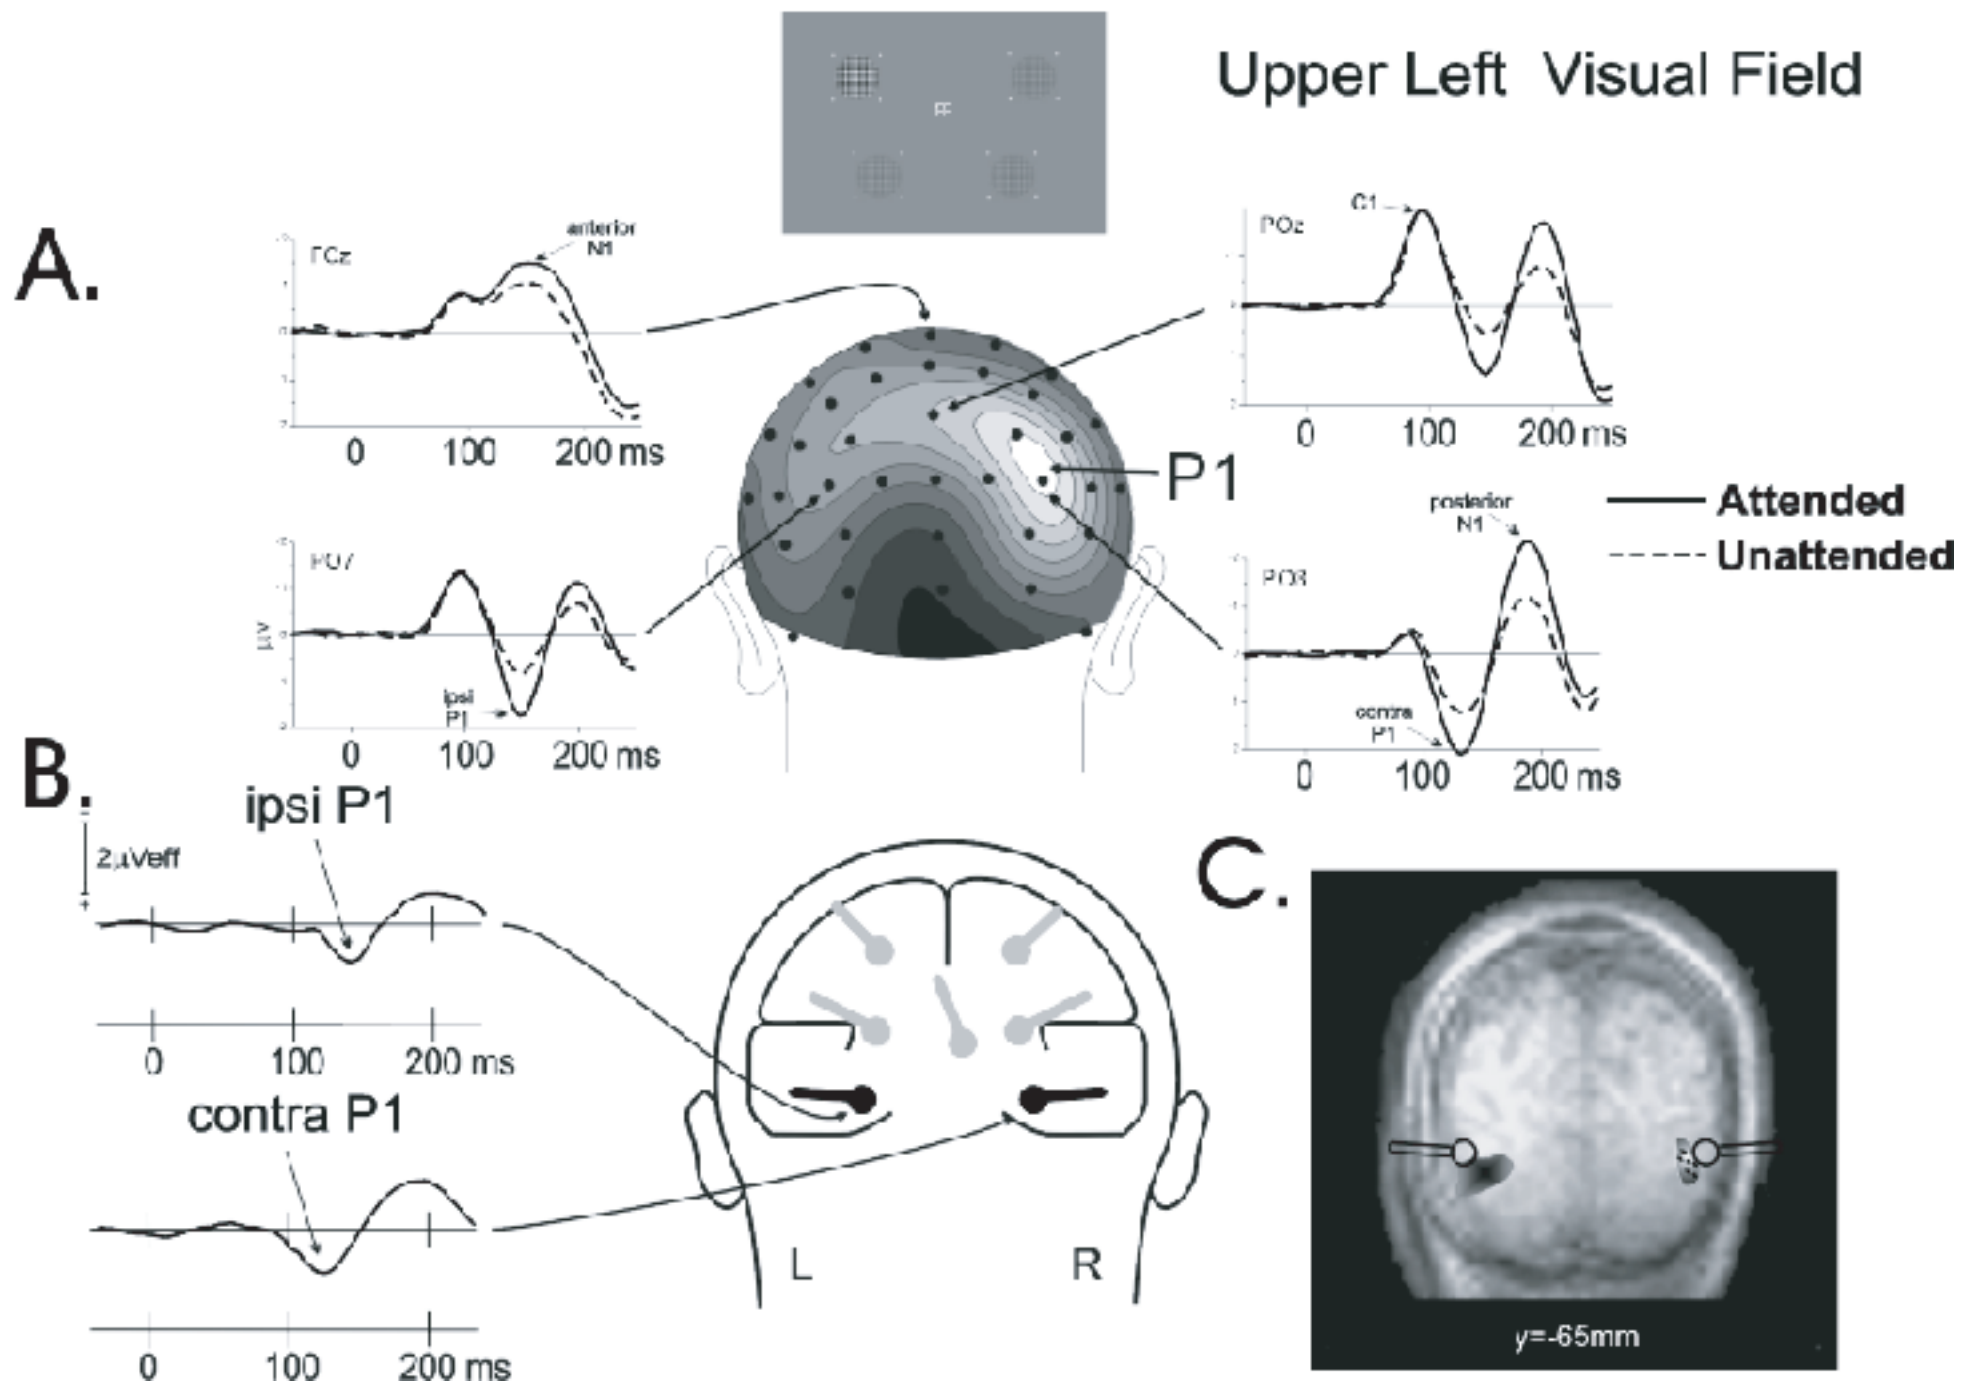 Upper Left Visual Field
A.
anterior
N1
0 100 200 ms
C1
POz
0 100 200 ms
P1
Attended
Unattended
posterior
N1
PO8
contra
P1
0 100 200 ms
PO7
μV
ipsi
P1
0 100 200 ms
B.
ipsi P1
-
2μVeff
+
0 100 200 ms
contra P1
0 100 200 ms
L R
C.
y=-65mm